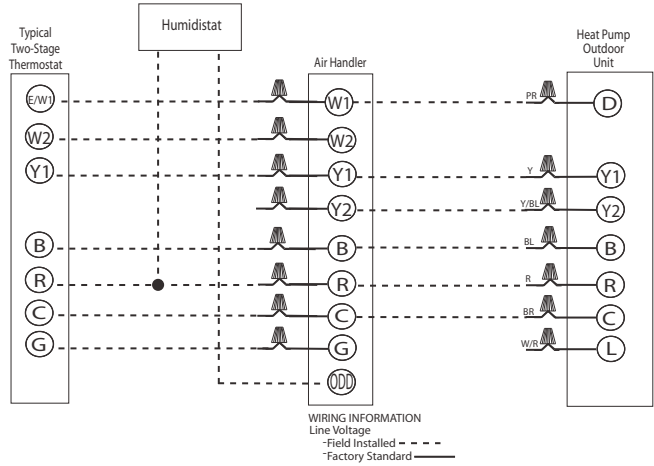 Humidistat
Typical
Two-Stage
Thermostat
Air Handler
Heat Pump
Outdoor
Unit
E/W1
W1
PR
D
W2
W2
Y1
Y1
Y
Y1
Y2
Y/BL
Y2
B
B
BL
B
R
R
R
R
C
C
BR
C
G
G
W/R
L
ODD
WIRING INFORMATION
Line Voltage
-Field Installed
-Factory Standard